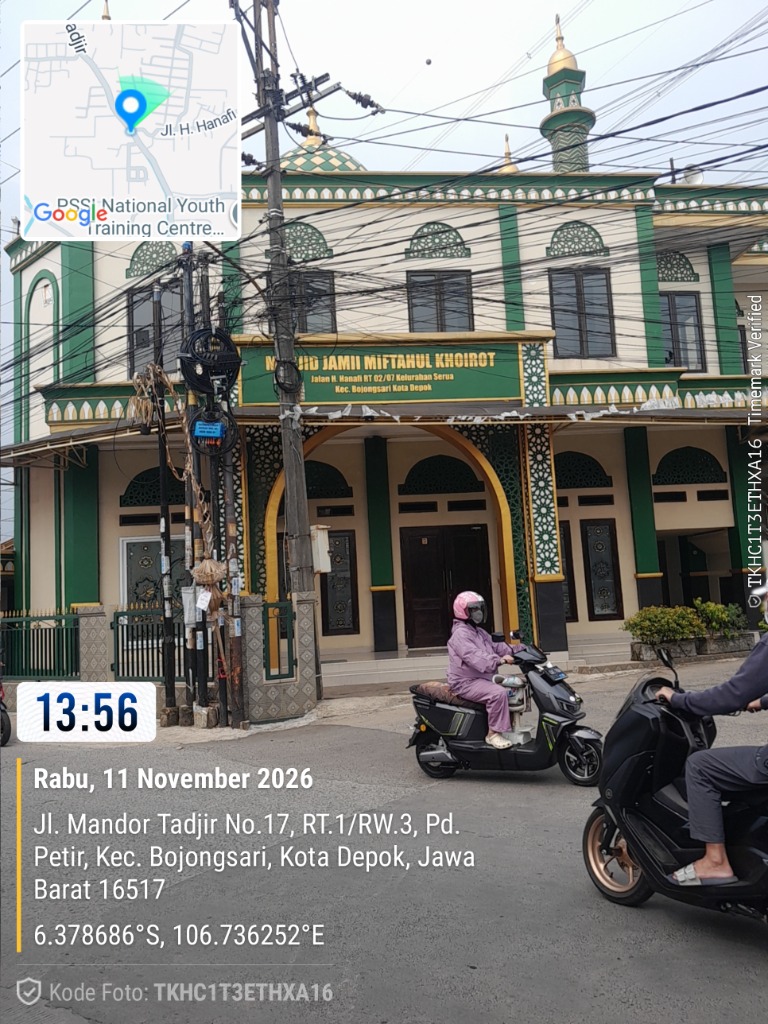 adjir
Jl. H. Hanafi
PSSI National Youth
Training Centre...
Google
MASJID JAMII MIFTAHUL KHOIROT
Jalan H. Hanafi RT 02/07 Kelurahan Serua
Kec. Bojongsari Kota Depok
13:56
Rabu, 11 November 2026
Jl. Mandor Tadjir No.17, RT.1/RW.3, Pd.
Petir, Kec. Bojongsari, Kota Depok, Jawa
Barat 16517
6.378686°S, 106.736252°E
Kode Foto: TKHC1T3ETHXA16
TKHC1T3ETHXA16 Timemark Verified